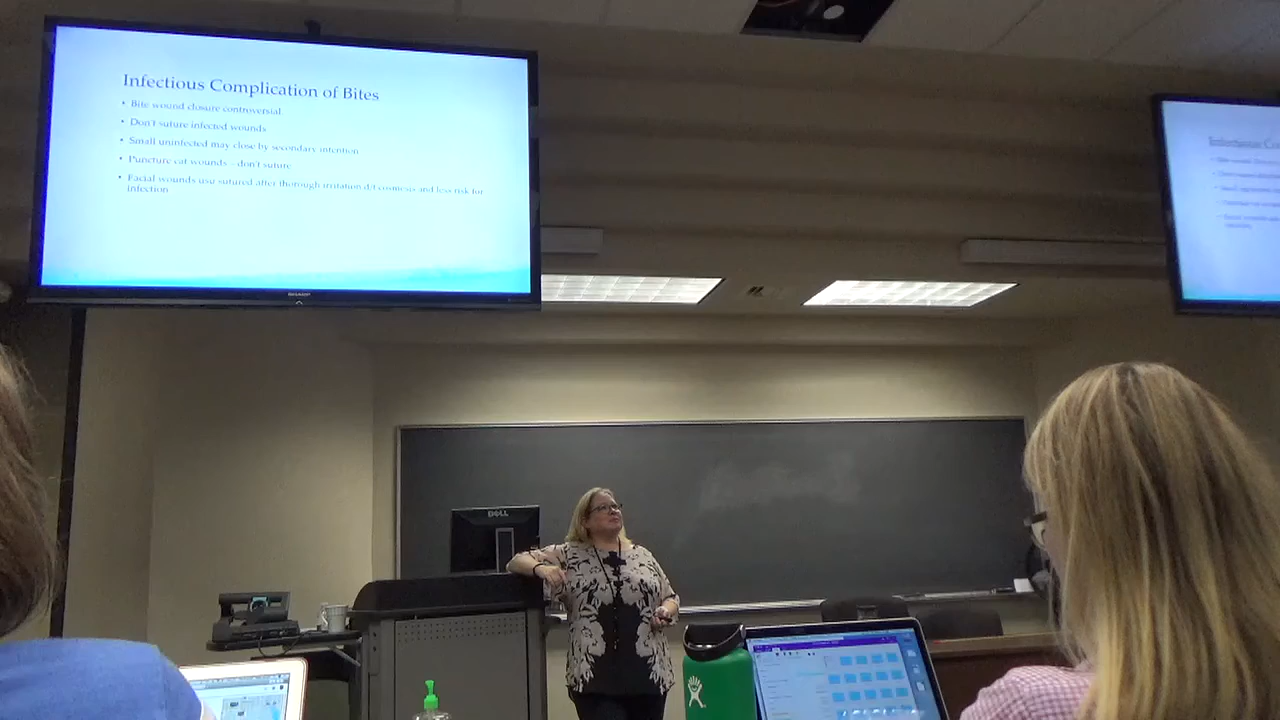 Infectious Complication of Bites
• Bite wound closure controversial
• Don't suture infected wounds
• Small uninfected may close by secondary intention
• Puncture cat wounds – don't suture
• Facial wounds usu sutured after thorough irritation d/t cosmesis and less risk for
infection
SHARP
DELL